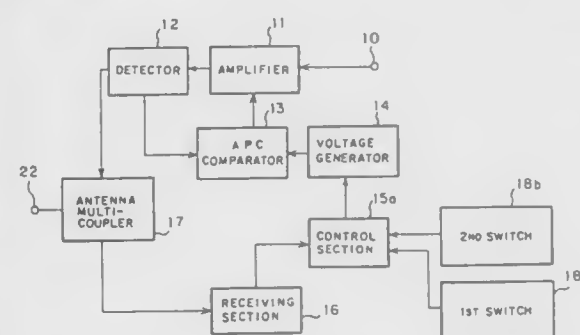 12
11
10
DETECTOR
AMPLIFIER
13
14
A P C
COMPARATOR
VOLTAGE
GENERATOR
22
15a
18b
ANTENNA
MULTI-
COUPLER
17
CONTROL
SECTION
2ND SWITCH
18
RECEIVING
SECTION
16
1ST SWITCH